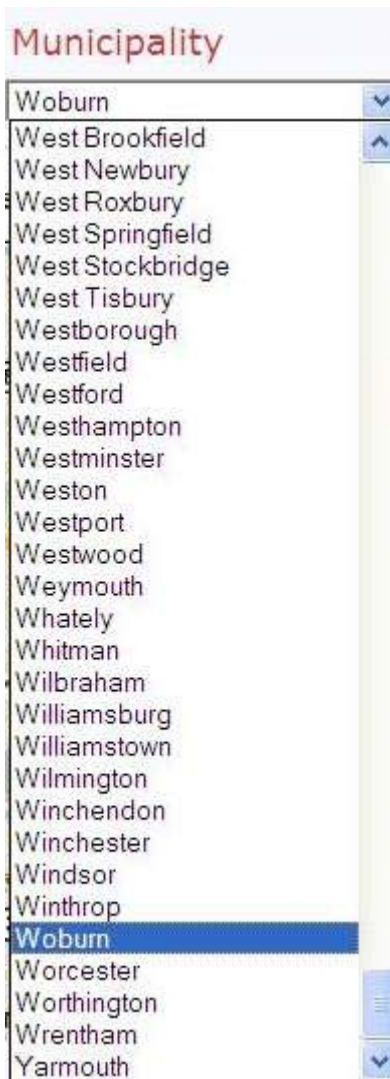 Municipality
Woburn
West Brookfield
West Newbury
West Roxbury
West Springfield
West Stockbridge
West Tisbury
Westborough
Westfield
Westford
Westhampton
Westminster
Weston
Westport
Westwood
Weymouth
Whately
Whitman
Wilbraham
Williamsburg
Williamstown
Wilmington
Winchendon
Winchester
Windsor
Winthrop
Woburn
Worcester
Worthington
Wrentham
Yarmouth